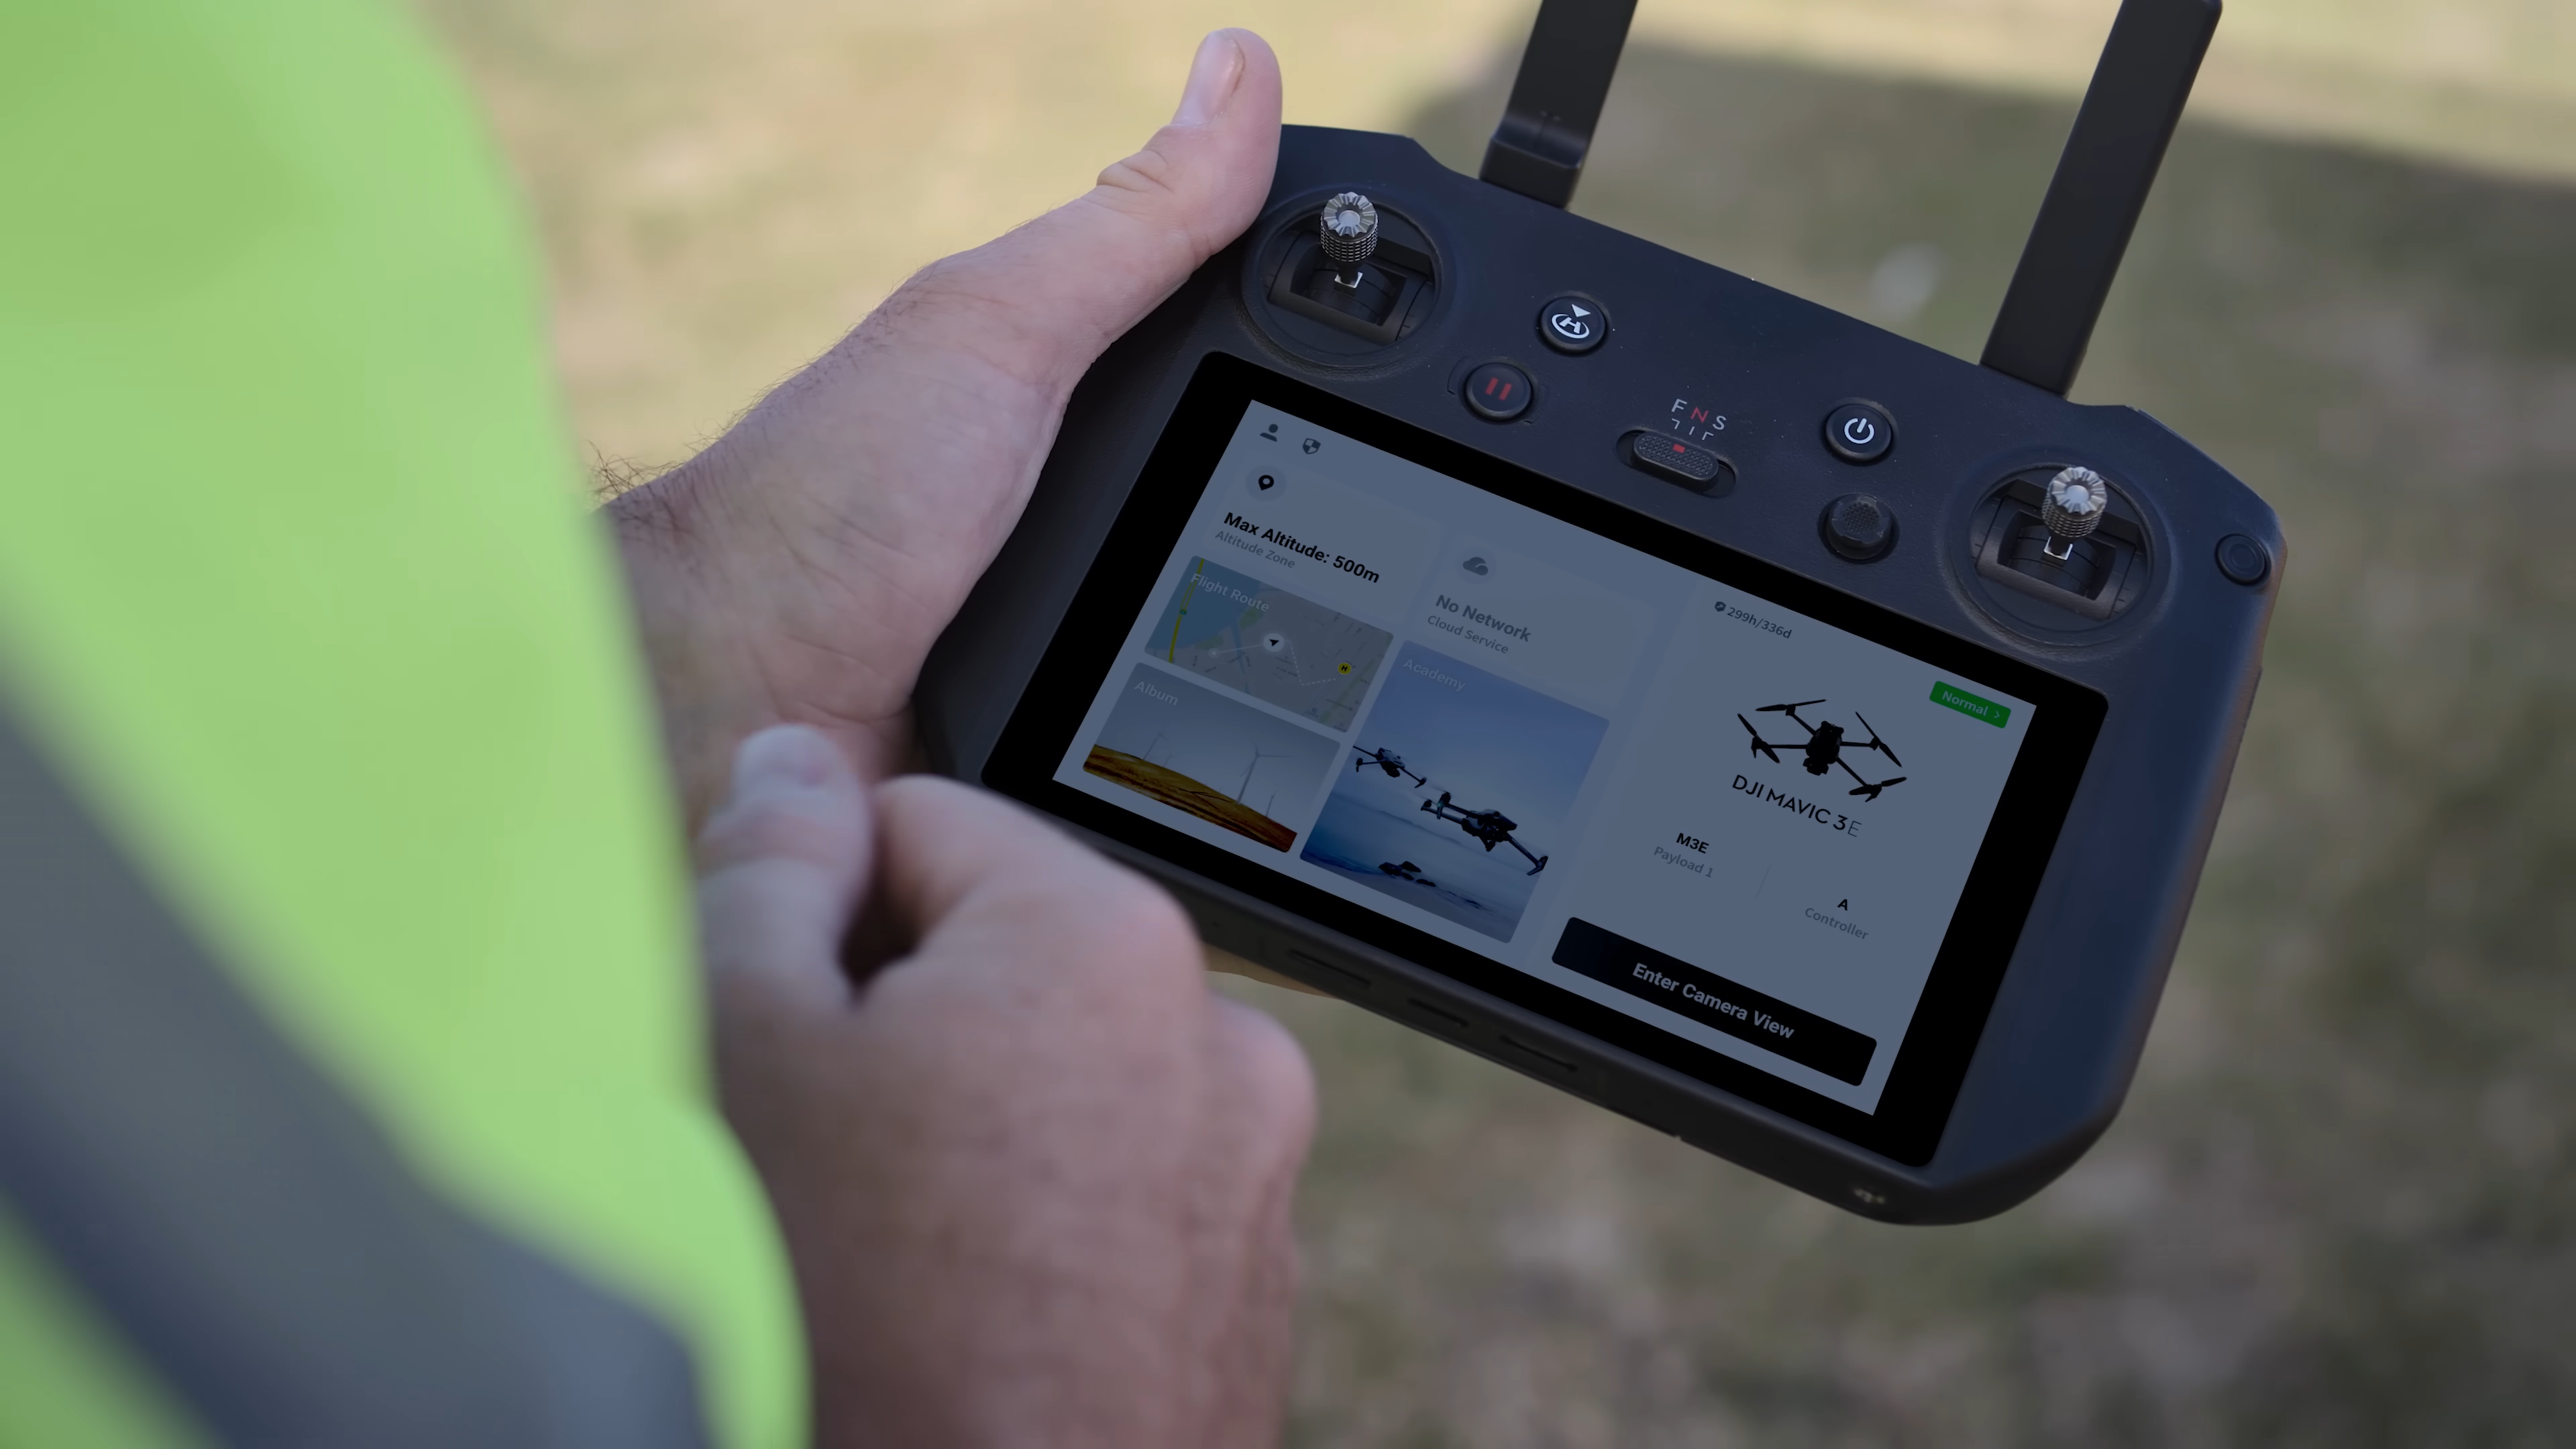 F N S
Max Altitude: 500m
Altitude Zone
Flight Route
Album
No Network
Cloud Service
Academy
299h/336d
Normal >
DJI MAVIC 3E
M3E
Payload 1
A
Controller
Enter Camera View